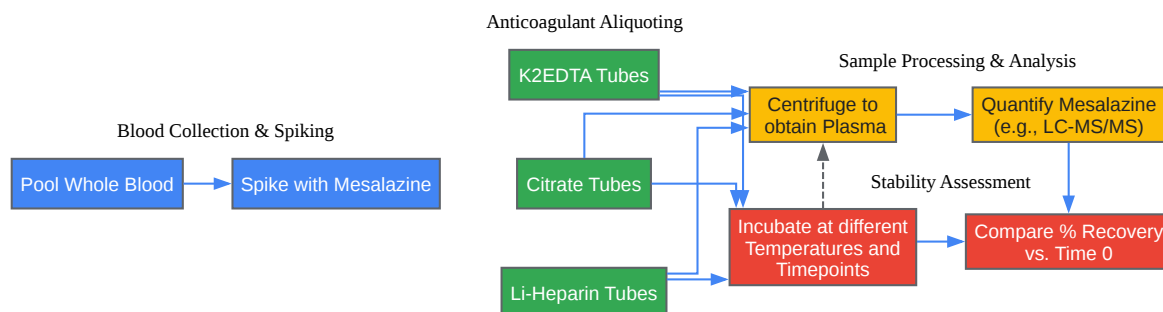 Anticoagulant Aliquoting
K2EDTA Tubes
Sample Processing & Analysis
Centrifuge to
obtain Plasma
Quantify Mesalazine
(e.g., LC-MS/MS)
Blood Collection & Spiking
Pool Whole Blood
Spike with Mesalazine
Citrate Tubes
Stability Assessment
Incubate at different
Temperatures and
Timepoints
Compare % Recovery
vs. Time 0
Li-Heparin Tubes